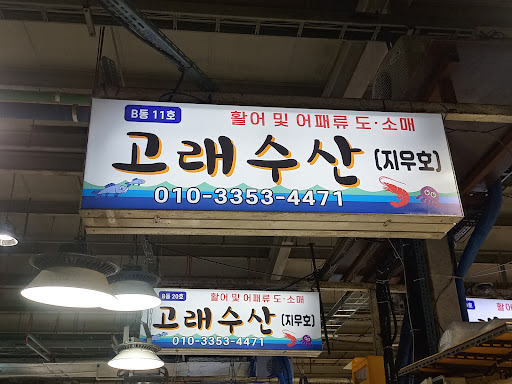 B동 11호
활어 및 어패류 도·소매
고래수산 (지우호)
010-3353-4471
B동 20호
활어 및 어패류 도·소매
고래수산 (지우호)
010-3353-4471
활어